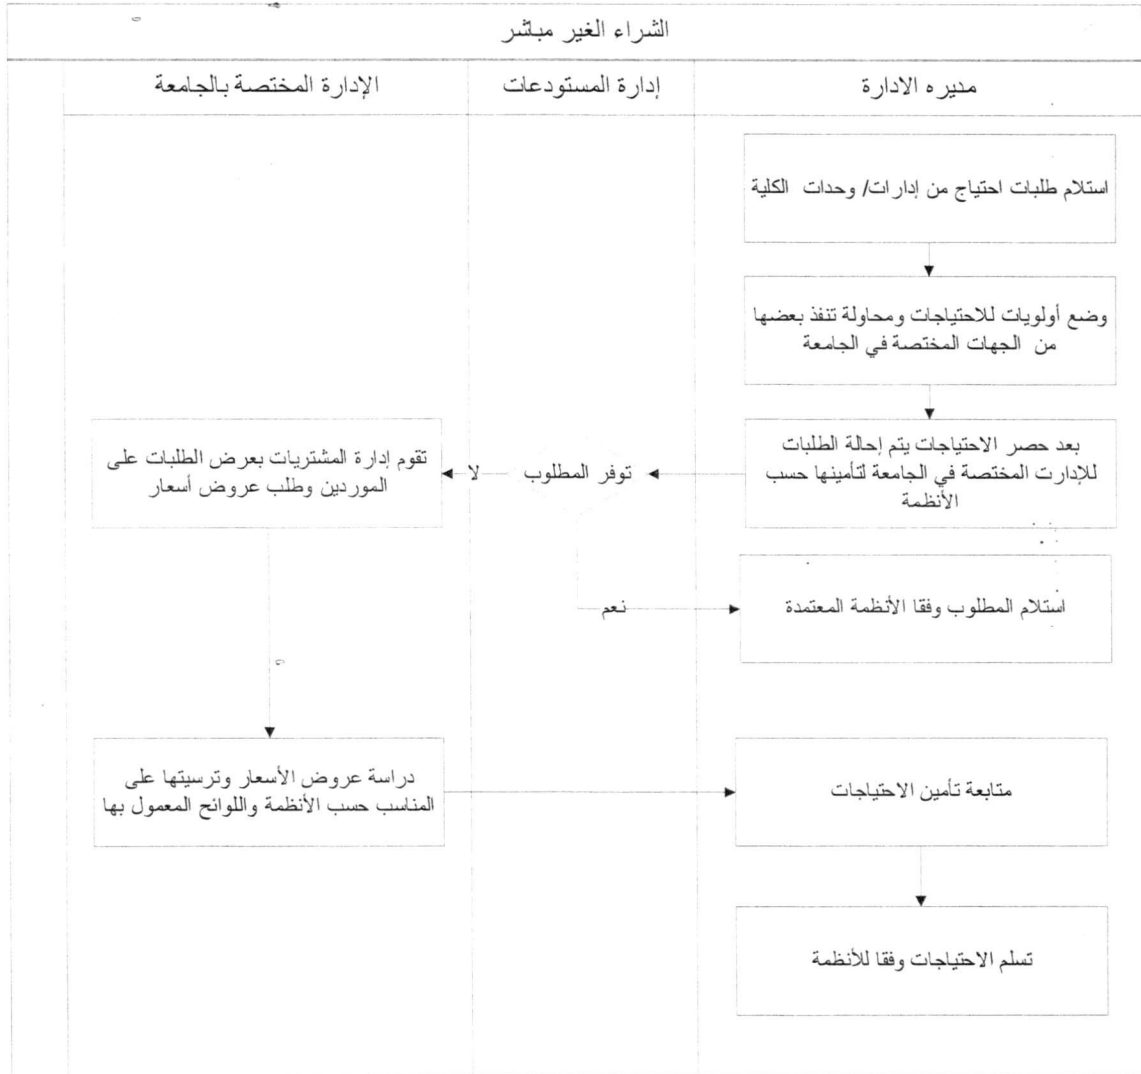 الشراء الغير مباشر
مديره الادارة
إدارة المستودعات
الإدارة المختصة بالجامعة
استلام طلبات احتياج من إدارات/ وحدات الكلية
وضع أولويات للاحتياجات ومحاولة تنفذ بعضها
من الجهات المختصة في الجامعة
بعد حصر الاحتياجات يتم إحالة الطلبات
للإدارت المختصة في الجامعة لتأمينها حسب
الأنظمة
توفر المطلوب
لا
تقوم إدارة المشتريات بعرض الطلبات على
الموردين وطلب عروض أسعار
نعم
استلام المطلوب وفقا الأنظمة المعتمدة
دراسة عروض الأسعار وترسيتها على
المناسب حسب الأنظمة واللوائح المعمول بها
متابعة تأمين الاحتياجات
تسلم الاحتياجات وفقا للأنظمة